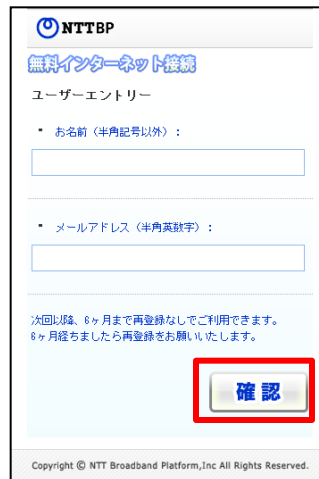 NTTBP
無料インターネット接続
ユーザーエントリー
▪ お名前（半角記号以外）：
▪ メールアドレス（半角英数字）：
次回以降、6ヶ月まで再登録なしでご利用できます。
6ヶ月経ちましたら再登録をお願いいたします。
確認
Copyright © NTT Broadband Platform,Inc All Rights Reserved.